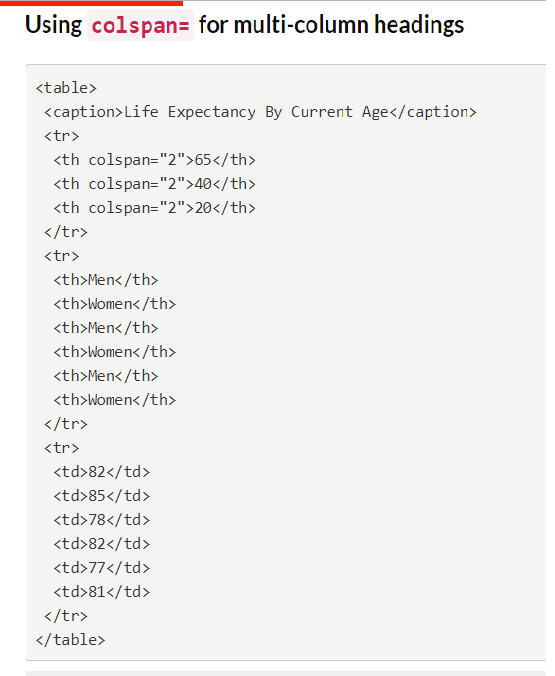 Using colspan= for multi-column headings
<table>
 <caption>Life Expectancy By Current Age</caption>
 <tr>
  <th colspan="2">65</th>
  <th colspan="2">40</th>
  <th colspan="2">20</th>
 </tr>
 <tr>
  <th>Men</th>
  <th>Women</th>
  <th>Men</th>
  <th>Women</th>
  <th>Men</th>
  <th>Women</th>
 </tr>
 <tr>
  <td>82</td>
  <td>85</td>
  <td>78</td>
  <td>82</td>
  <td>77</td>
  <td>81</td>
 </tr>
</table>